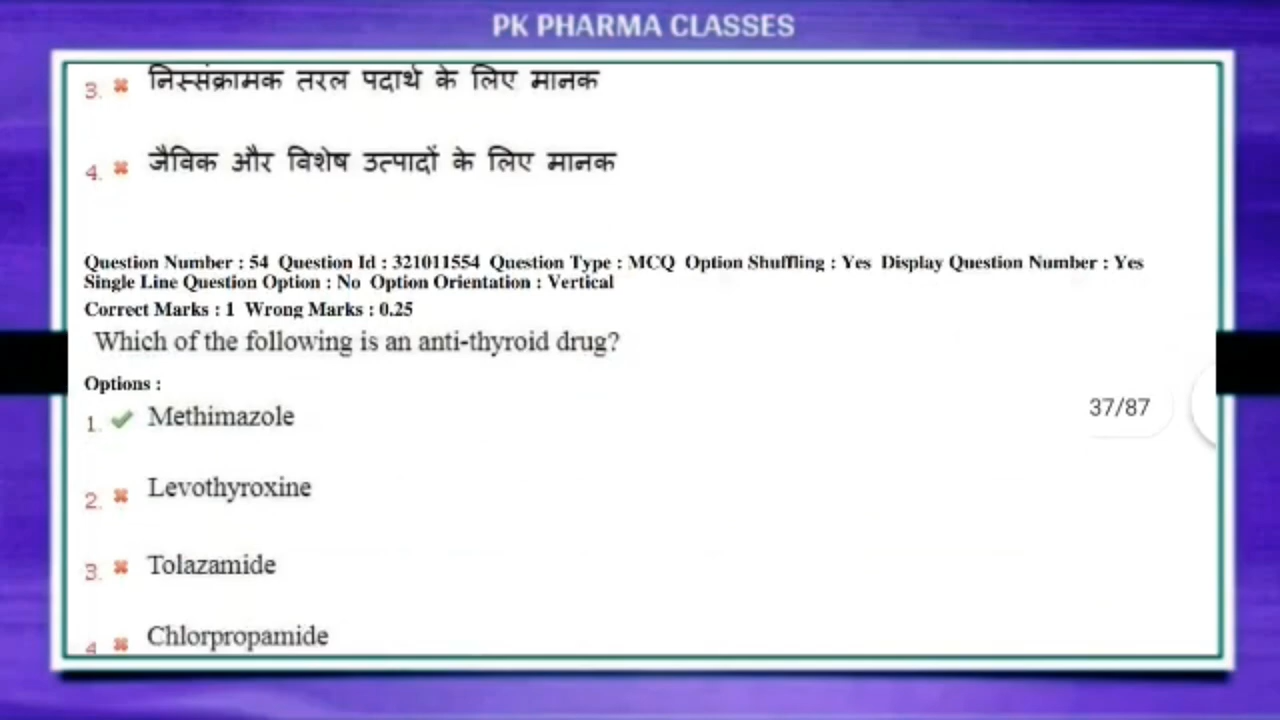 PK PHARMA CLASSES
3. निस्संक्रामक तरल पदार्थ के लिए मानक
4. जैविक और विशेष उत्पादों के लिए मानक
Question Number : 54 Question Id : 321011554 Question Type : MCQ Option Shuffling : Yes Display Question Number : Yes
Single Line Question Option : No Option Orientation : Vertical
Correct Marks : 1 Wrong Marks : 0.25
Which of the following is an anti-thyroid drug?
Options :
1. Methimazole
37/87
2. Levothyroxine
3. Tolazamide
4 Chlorpropamide